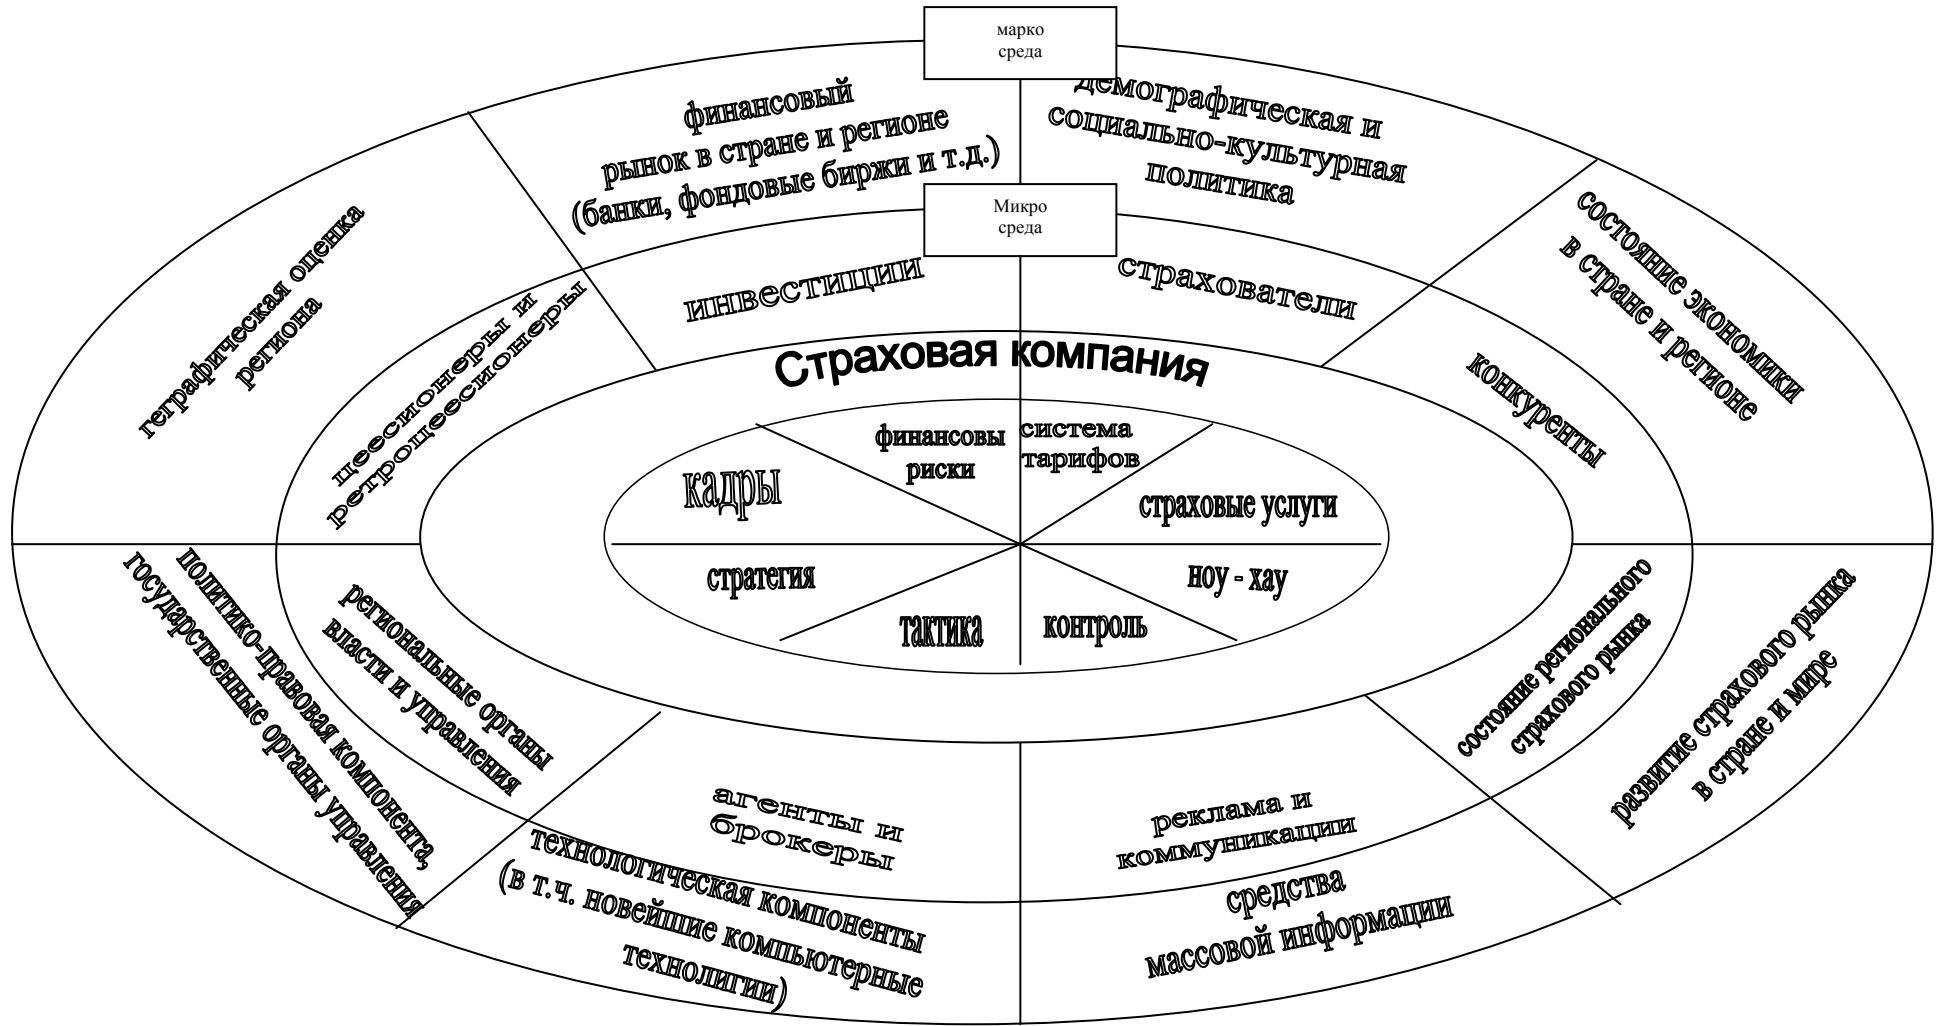 марко
среда
финансовый
рынок в стране и регионе
(банки, фондовые биржи и т.д.)
демографическая и
социально-культурная
политика
состояние экономики
в стране и регионе
развитие страхового рынка
в стране и мире
средства
массовой информации
технологическая компоненты
(в т.ч. новейшие компьютерные
технолигии)
политико-правовая компонента,
государственные органы управления
геграфическая оценка
региона
Микро
среда
инвестиции
страхователи
конкуренты
состояние регионального
страхового рынка
реклама и
коммуникации
агенты и
брокеры
региональные органы
власти и управления
цеесионеры и
ретроцеесионеры
Страховая компания
финансовы
риски
система
тарифов
страховые услуги
ноу - хау
контроль
тактика
стратегия
кадры